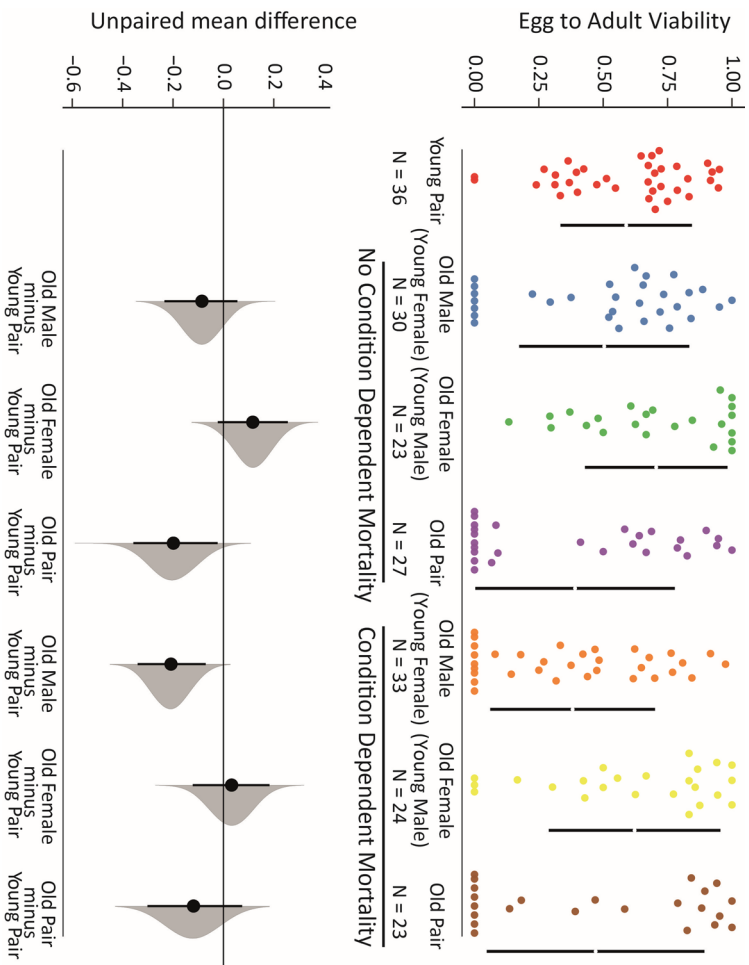 Egg to Adult Viability
1.00
0.75
0.50
0.25
0.00
Young Pair
N = 36
Old Male
(Young Female)
N = 30
Old Female
(Young Male)
N = 23
Old Pair
N = 27
Old Male
(Young Female)
N = 33
Old Female
(Young Male)
N = 24
Old Pair
N = 23
No Condition Dependent Mortality
Condition Dependent Mortality
Unpaired mean difference
0.4
0.2
0.0
−0.2
−0.4
−0.6
Old Male
minus
Young Pair
Old Female
minus
Young Pair
Old Pair
minus
Young Pair
Old Male
minus
Young Pair
Old Female
minus
Young Pair
Old Pair
minus
Young Pair